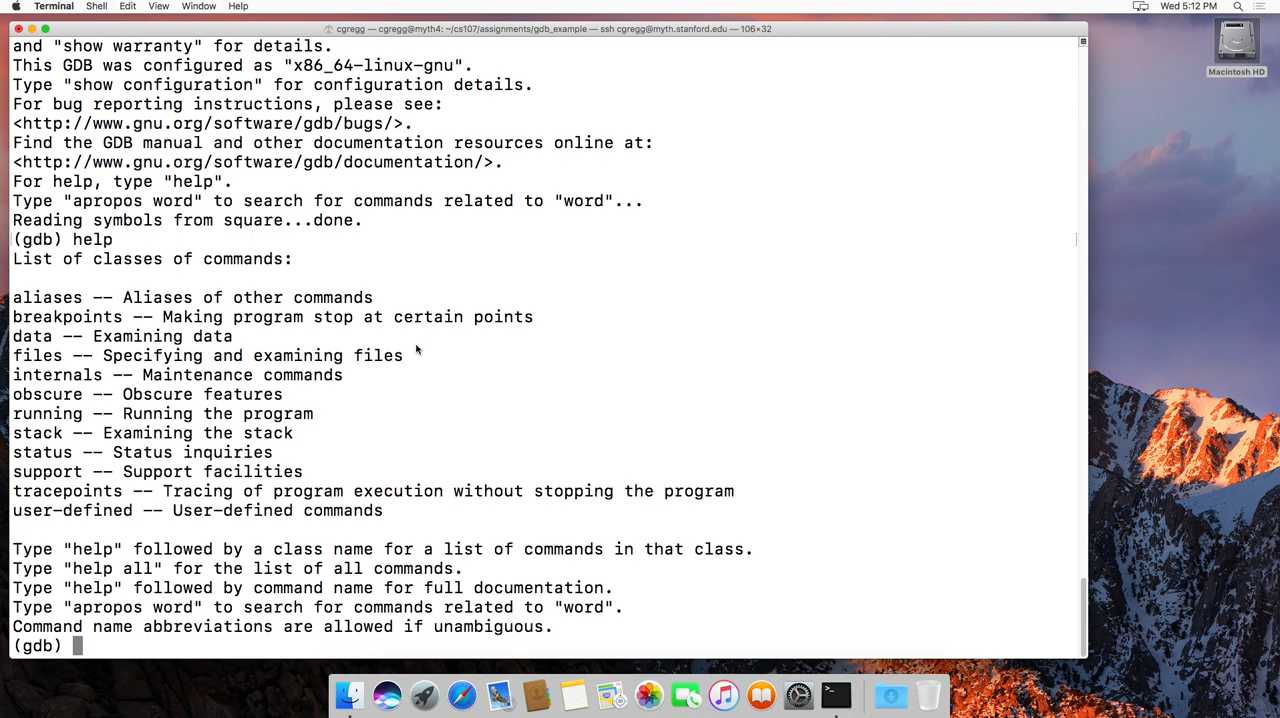 Terminal Shell Edit View Window Help Wed 5:12 PM
cgregg — cgregg@myth4: ~/cs107/assignments/gdb_example — ssh cgregg@myth.stanford.edu — 106×32
Macintosh HD
and "show warranty" for details.
This GDB was configured as "x86_64-linux-gnu".
Type "show configuration" for configuration details.
For bug reporting instructions, please see:
<http://www.gnu.org/software/gdb/bugs/>.
Find the GDB manual and other documentation resources online at:
<http://www.gnu.org/software/gdb/documentation/>.
For help, type "help".
Type "apropos word" to search for commands related to "word"...
Reading symbols from square...done.
(gdb) help
List of classes of commands:
aliases -- Aliases of other commands
breakpoints -- Making program stop at certain points
data -- Examining data
files -- Specifying and examining files
internals -- Maintenance commands
obscure -- Obscure features
running -- Running the program
stack -- Examining the stack
status -- Status inquiries
support -- Support facilities
tracepoints -- Tracing of program execution without stopping the program
user-defined -- User-defined commands
Type "help" followed by a class name for a list of commands in that class.
Type "help all" for the list of all commands.
Type "help" followed by command name for full documentation.
Type "apropos word" to search for commands related to "word".
Command name abbreviations are allowed if unambiguous.
(gdb)